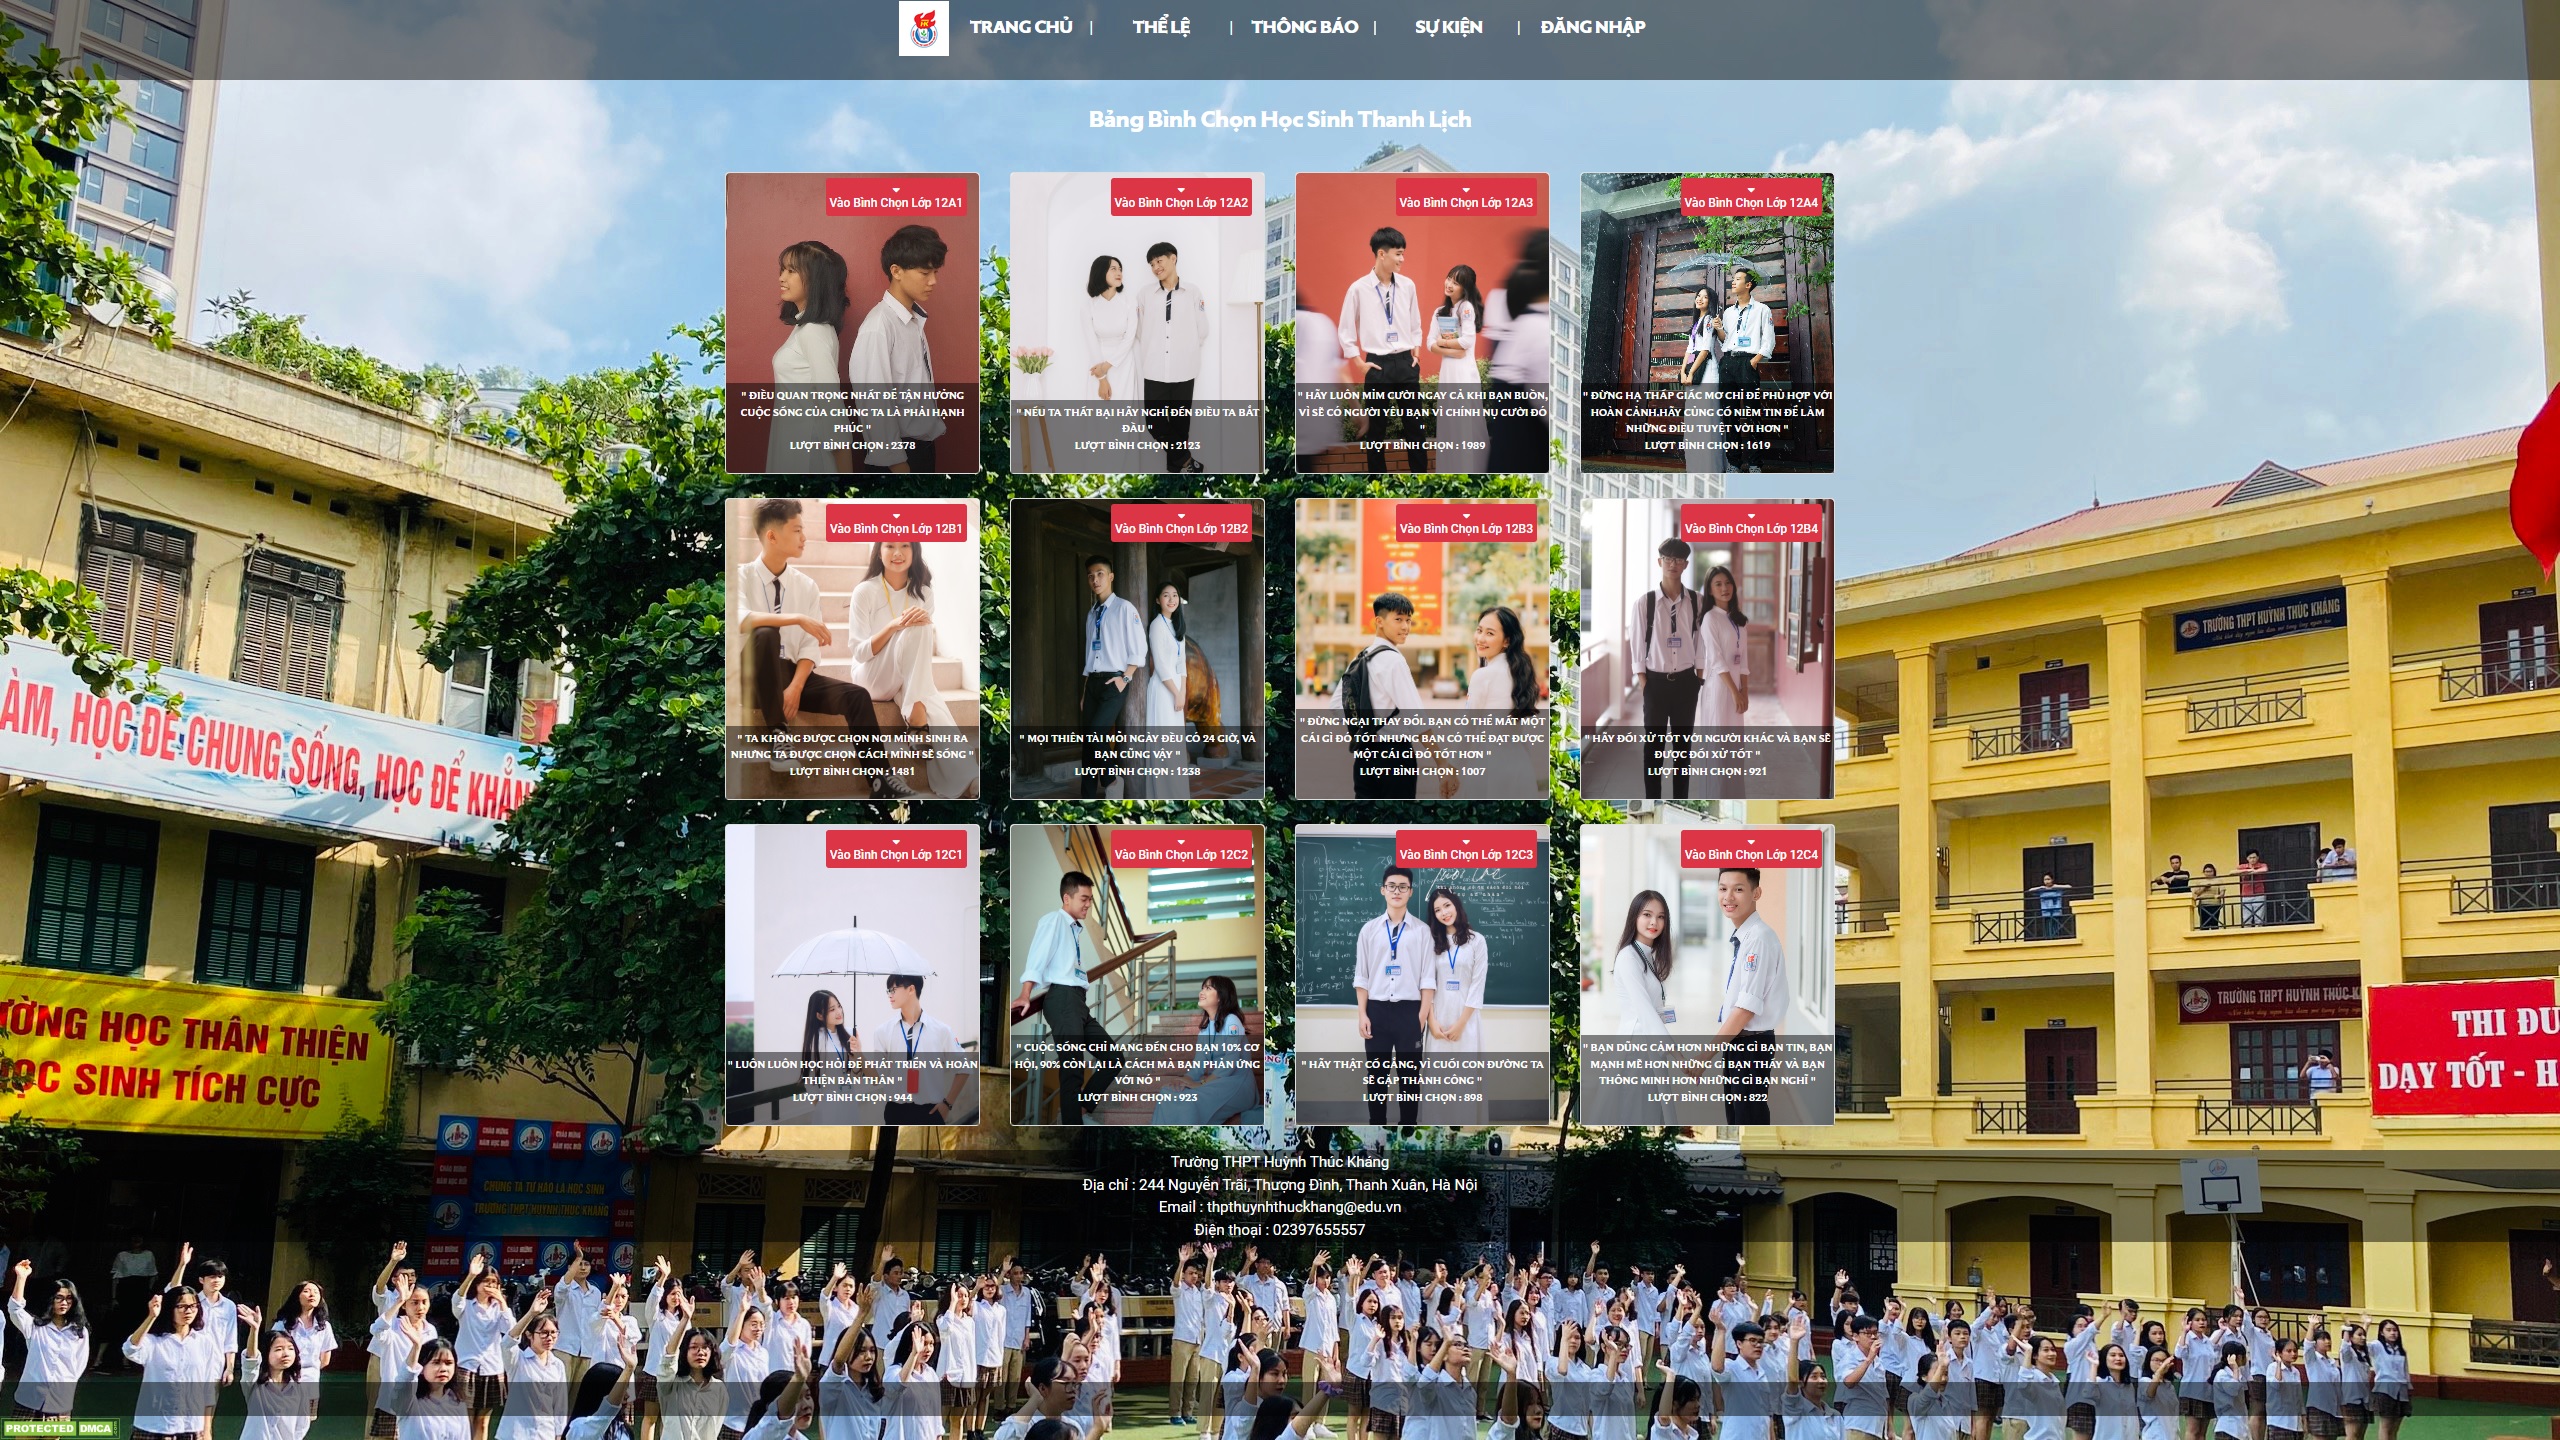 TRANG CHỦ | THỂ LỆ | THÔNG BÁO | SỰ KIỆN | ĐĂNG NHẬP
Bảng Bình Chọn Học Sinh Thanh Lịch
Vào Bình Chọn Lớp 12A1
" ĐIỀU QUAN TRỌNG NHẤT ĐỂ TẬN HƯỞNG
CUỘC SỐNG CỦA CHÚNG TA LÀ PHẢI HẠNH
PHÚC "
LƯỢT BÌNH CHỌN : 2378
Vào Bình Chọn Lớp 12A2
" NẾU TA THẤT BẠI HÃY NGHĨ ĐẾN ĐIỀU TA BẮT
ĐẦU "
LƯỢT BÌNH CHỌN : 2123
Vào Bình Chọn Lớp 12A3
" HÃY LUÔN MỈM CƯỜI NGAY CẢ KHI BẠN BUỒN,
VÌ SẼ CÓ NGƯỜI YÊU BẠN VÌ CHÍNH NỤ CƯỜI ĐÓ
"
LƯỢT BÌNH CHỌN : 1989
Vào Bình Chọn Lớp 12A4
" ĐỪNG HẠ THẤP GIẤC MƠ CHỈ ĐỂ PHÙ HỢP VỚI
HOÀN CẢNH.HÃY CỦNG CỐ NIỀM TIN ĐỂ LÀM
NHỮNG ĐIỀU TUYỆT VỜI HƠN "
LƯỢT BÌNH CHỌN : 1619
Vào Bình Chọn Lớp 12B1
" TA KHÔNG ĐƯỢC CHỌN NƠI MÌNH SINH RA
NHƯNG TA ĐƯỢC CHỌN CÁCH MÌNH SẼ SỐNG "
LƯỢT BÌNH CHỌN : 1481
Vào Bình Chọn Lớp 12B2
" MỌI THIÊN TÀI MỖI NGÀY ĐỀU CÓ 24 GIỜ, VÀ
BẠN CŨNG VẬY "
LƯỢT BÌNH CHỌN : 1238
Vào Bình Chọn Lớp 12B3
" ĐỪNG NGẠI THAY ĐỔI. BẠN CÓ THỂ MẤT MỘT
CÁI GÌ ĐÓ TỐT NHƯNG BẠN CÓ THỂ ĐẠT ĐƯỢC
MỘT CÁI GÌ ĐÓ TỐT HƠN "
LƯỢT BÌNH CHỌN : 1007
Vào Bình Chọn Lớp 12B4
" HÃY ĐỐI XỬ TỐT VỚI NGƯỜI KHÁC VÀ BẠN SẼ
ĐƯỢC ĐỐI XỬ TỐT "
LƯỢT BÌNH CHỌN : 921
Vào Bình Chọn Lớp 12C1
" LUÔN LUÔN HỌC HỎI ĐỂ PHÁT TRIỂN VÀ HOÀN
THIỆN BẢN THÂN "
LƯỢT BÌNH CHỌN : 944
Vào Bình Chọn Lớp 12C2
" CUỘC SỐNG CHỈ MANG ĐẾN CHO BẠN 10% CƠ
HỘI, 90% CÒN LẠI LÀ CÁCH MÀ BẠN PHẢN ỨNG
VỚI NÓ "
LƯỢT BÌNH CHỌN : 923
Vào Bình Chọn Lớp 12C3
" HÃY THẬT CỐ GẮNG, VÌ CUỐI CON ĐƯỜNG TA
SẼ GẶP THÀNH CÔNG "
LƯỢT BÌNH CHỌN : 898
Vào Bình Chọn Lớp 12C4
" BẠN DŨNG CẢM HƠN NHỮNG GÌ BẠN TIN, BẠN
MẠNH MẼ HƠN NHỮNG GÌ BẠN THẤY VÀ BẠN
THÔNG MINH HƠN NHỮNG GÌ BẠN NGHĨ "
LƯỢT BÌNH CHỌN : 822
ÀM, HỌC ĐỂ CHUNG SỐNG, HỌC ĐỂ KHẲN
ƯỜNG HỌC THÂN THIỆN
ỌC SINH TÍCH CỰC
CHÚNG TA TỰ HÀO LÀ HỌC SINH
TRƯỜNG THPT HUỲNH THÚC KHÁNG
TRƯỜNG THPT HUỲNH THÚC KHÁNG
TRƯỜNG THPT HUỲNH THÚC K
THI ĐU
DẠY TỐT - H
Trường THPT Huỳnh Thúc Kháng
Địa chỉ : 244 Nguyễn Trãi, Thượng Đình, Thanh Xuân, Hà Nội
Email : thpthuynhthuckhang@edu.vn
Điện thoại : 02397655557
PROTECTED DMCA